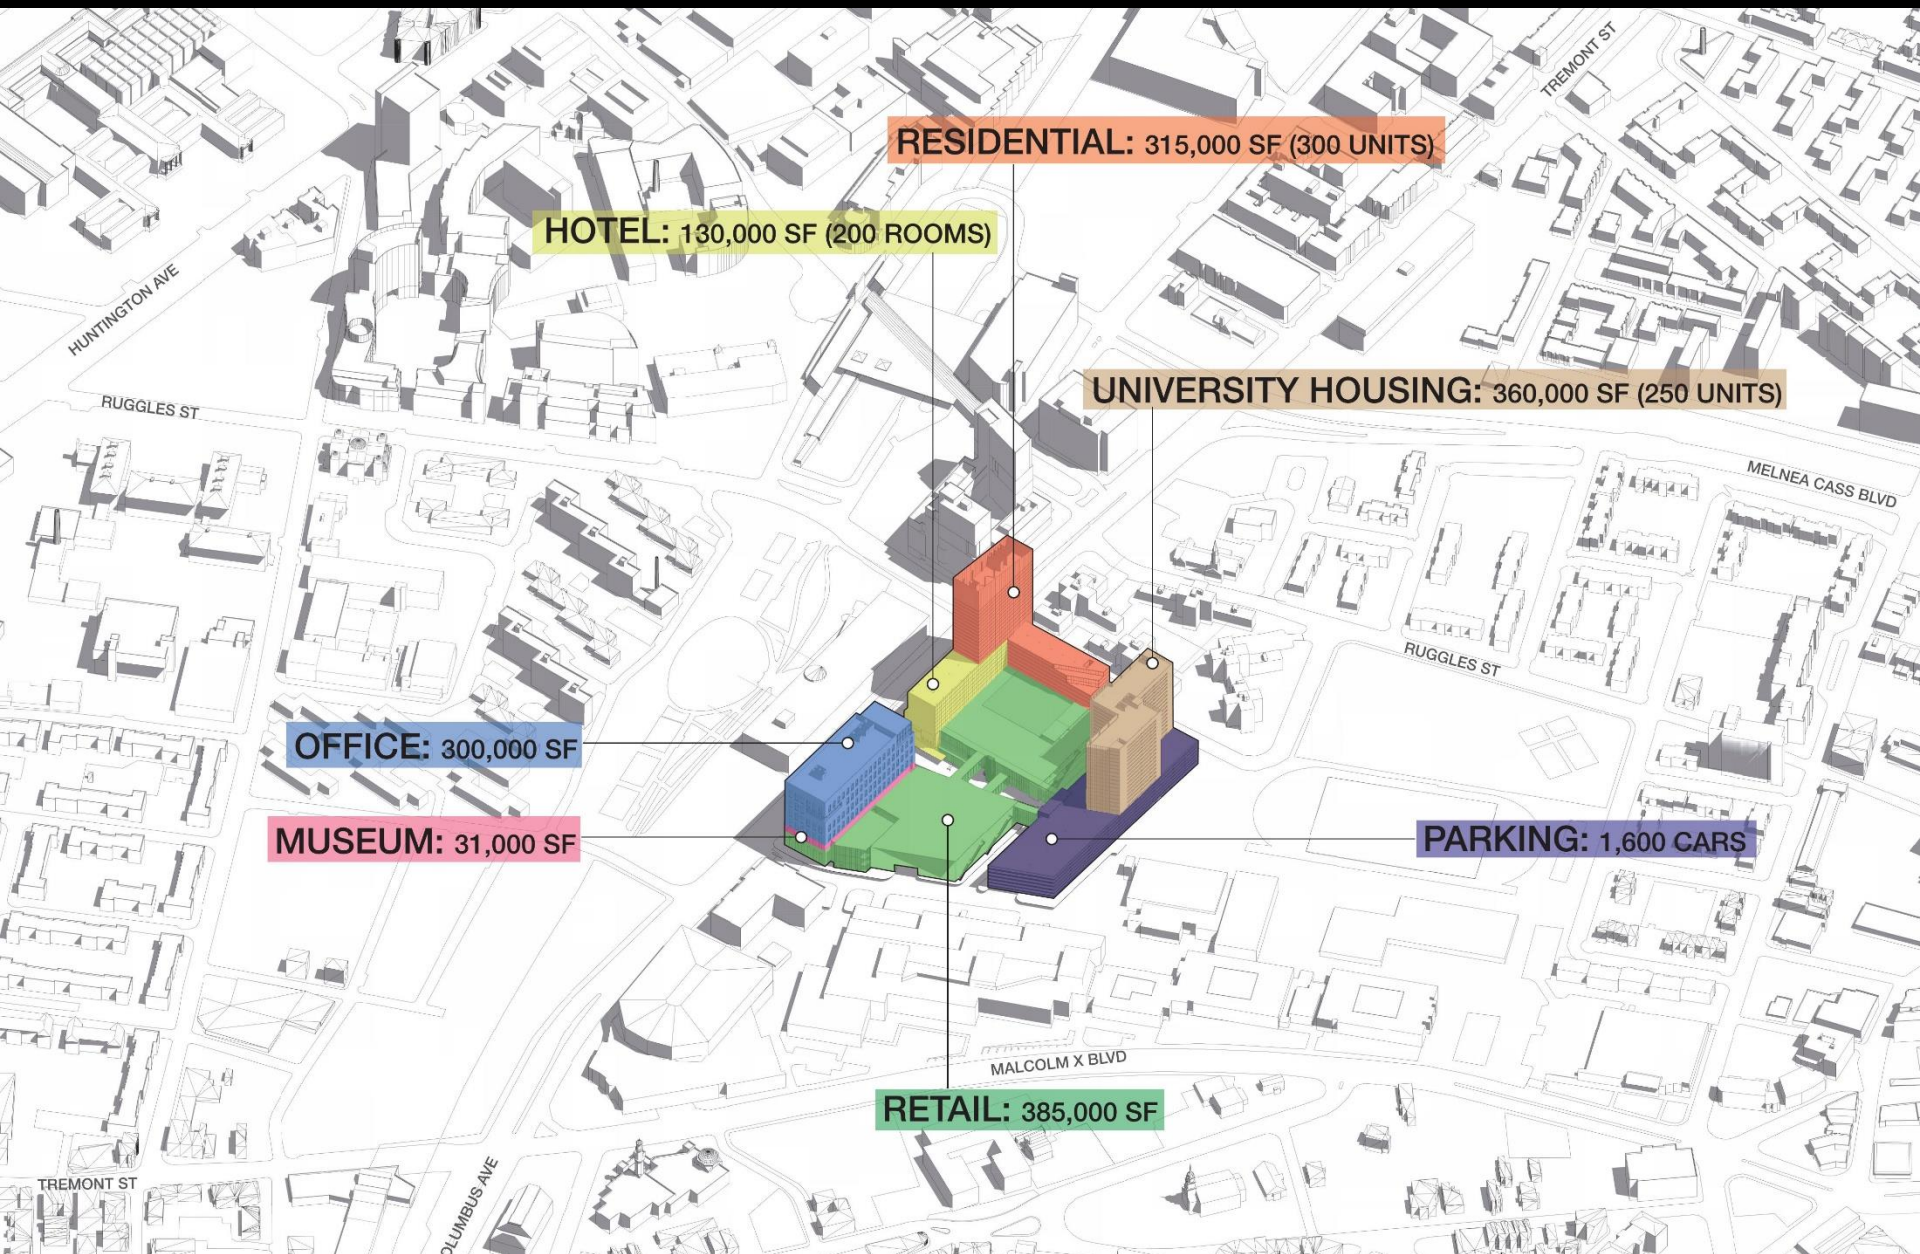 TREMONT ST
RESIDENTIAL: 315,000 SF (300 UNITS)
HOTEL: 130,000 SF (200 ROOMS)
HUNTINGTON AVE
UNIVERSITY HOUSING: 360,000 SF (250 UNITS)
RUGGLES ST
MELNEA CASS BLVD
RUGGLES ST
OFFICE: 300,000 SF
MUSEUM: 31,000 SF
PARKING: 1,600 CARS
MALCOLM X BLVD
RETAIL: 385,000 SF
TREMONT ST
OLUMBUS AVE